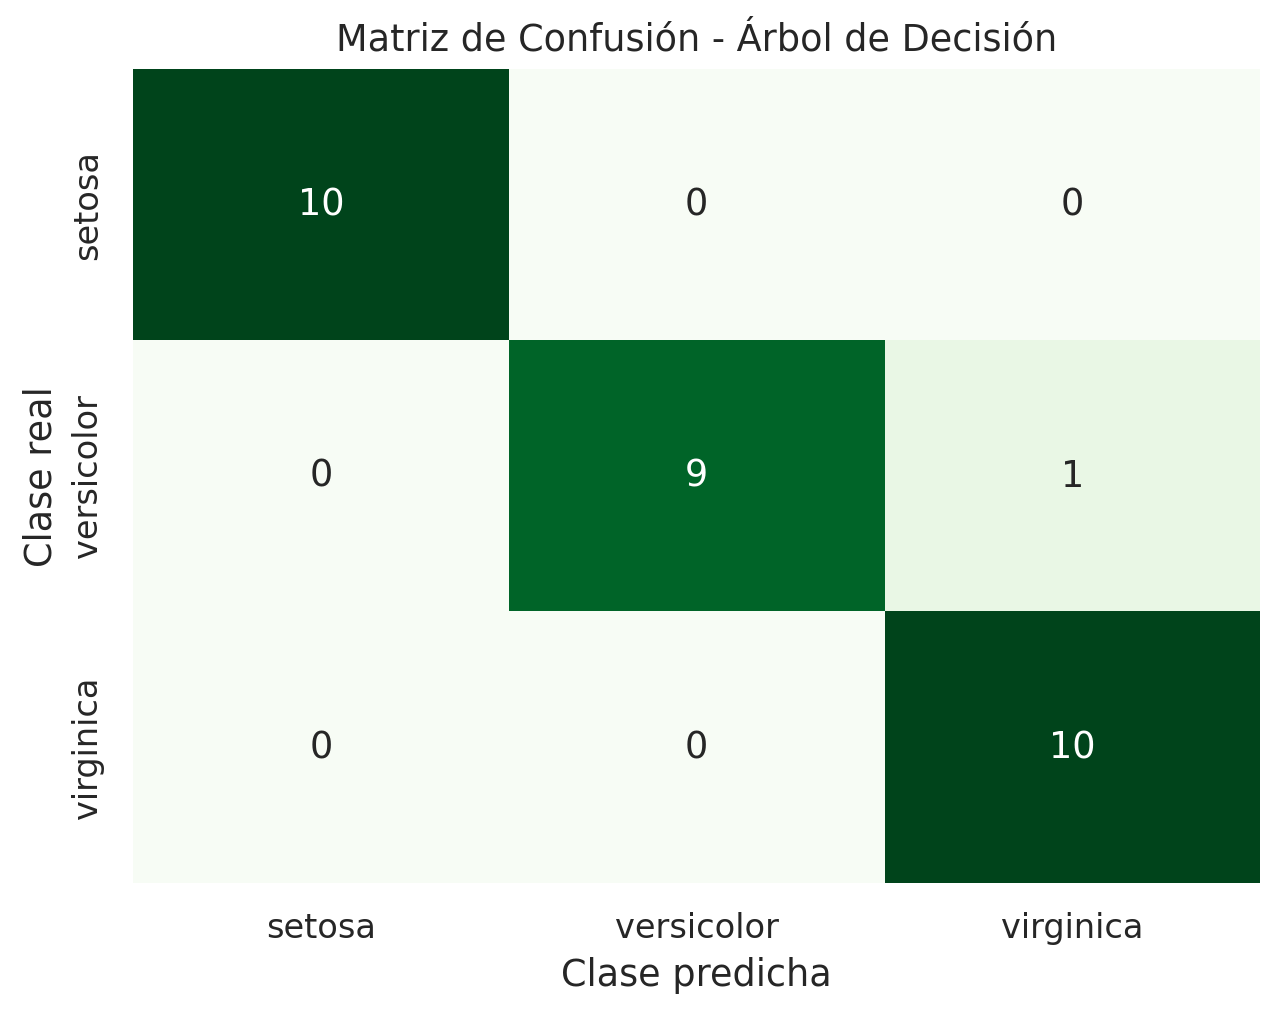 Matriz de Confusión - Árbol de Decisión
Clase real
setosa
10 0 0
versicolor
0 9 1
virginica
0 0 10
setosa versicolor virginica
Clase predicha